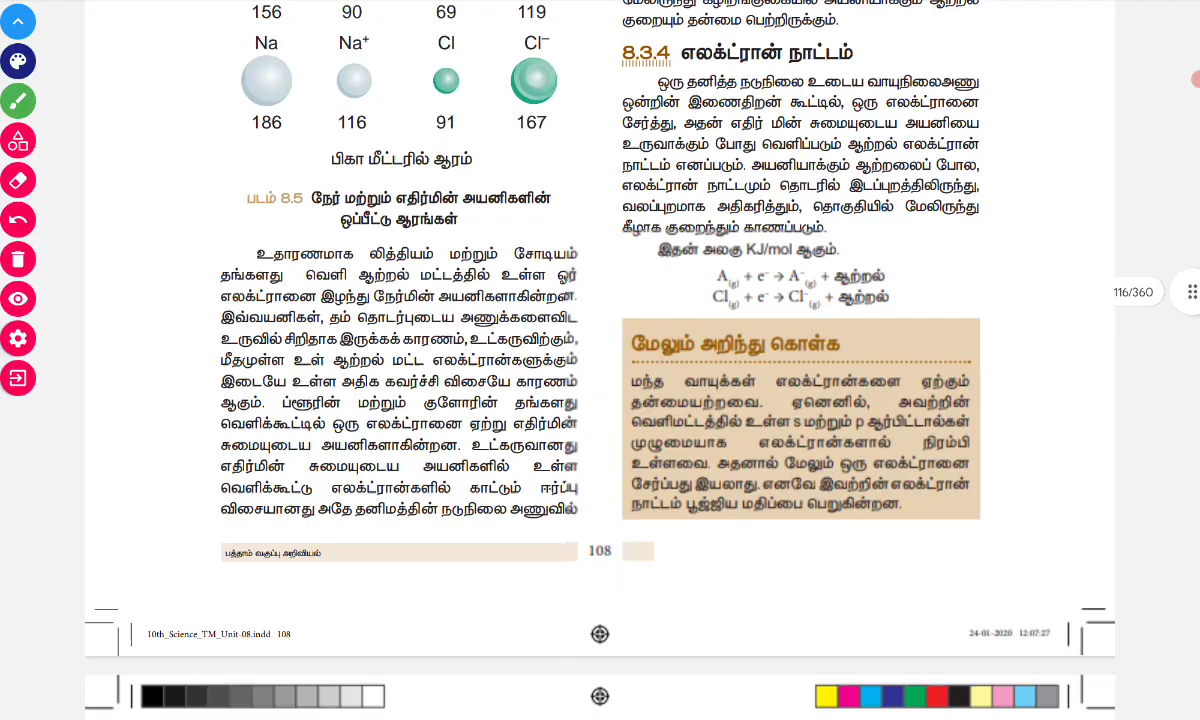 156 90 69 119
Na Na⁺ Cl Cl⁻
186 116 91 167
பிகா மீட்டரில் ஆரம்
படம் 8.5 நேர் மற்றும் எதிர்மின் அயனிகளின்
ஒப்பீட்டு ஆரங்கள்
உதாரணமாக லித்தியம் மற்றும் சோடியம்
தங்களது வெளி ஆற்றல் மட்டத்தில் உள்ள ஓர்
எலக்ட்ரானை இழந்து நேர்மின் அயனிகளாகின்றன.
இவ்வயனிகள், தம் தொடர்புடைய அணுக்களைவிட
உருவில் சிறிதாக இருக்கக் காரணம், உட்கருவிற்கும்,
மீதமுள்ள உள் ஆற்றல் மட்ட எலக்ட்ரான்களுக்கும்
இடையே உள்ள அதிக கவர்ச்சி விசையே காரணம்
ஆகும். ப்ளூரின் மற்றும் குளோரின் தங்களது
வெளிக்கூட்டில் ஒரு எலக்ட்ரானை ஏற்று எதிர்மின்
சுமையுடைய அயனிகளாகின்றன. உட்கருவானது
எதிர்மின் சுமையுடைய அயனிகளில் உள்ள
வெளிக்கூட்டு எலக்ட்ரான்களில் காட்டும் ஈர்ப்பு
விசையானது அதே தனிமத்தின் நடுநிலை அணுவில்
குறையும் தன்மை பெற்றிருக்கும்.
8.3.4 எலக்ட்ரான் நாட்டம்
ஒரு தனித்த நடுநிலை உடைய வாயுநிலைஅணு
ஒன்றின் இணைதிறன் கூட்டில், ஒரு எலக்ட்ரானை
சேர்த்து, அதன் எதிர் மின் சுமையுடைய அயனியை
உருவாக்கும் போது வெளிப்படும் ஆற்றல் எலக்ட்ரான்
நாட்டம் எனப்படும். அயனியாக்கும் ஆற்றலைப் போல,
எலக்ட்ரான் நாட்டமும் தொடரில் இடப்புறத்திலிருந்து,
வலப்புறமாக அதிகரித்தும், தொகுதியில் மேலிருந்து
கீழாக குறைந்தும் காணப்படும்.
இதன் அலகு KJ/mol ஆகும்.
A(g) + e⁻ → A⁻(g) + ஆற்றல்
Cl(g) + e⁻ → Cl⁻(g) + ஆற்றல்
மேலும் அறிந்து கொள்க
மந்த வாயுக்கள் எலக்ட்ரான்களை ஏற்கும்
தன்மையற்றவை. ஏனெனில், அவற்றின்
வெளிமட்டத்தில் உள்ள s மற்றும் p ஆர்பிட்டால்கள்
முழுமையாக எலக்ட்ரான்களால் நிரம்பி
உள்ளவை. அதனால் மேலும் ஒரு எலக்ட்ரானை
சேர்ப்பது இயலாது. எனவே இவற்றின் எலக்ட்ரான்
நாட்டம் பூஜ்ஜிய மதிப்பை பெறுகின்றன.
116/360
பத்தாம் வகுப்பு அறிவியல் 108
10th_Science_TM_Unit-08.indd 108 24-01-2020 12:07:27